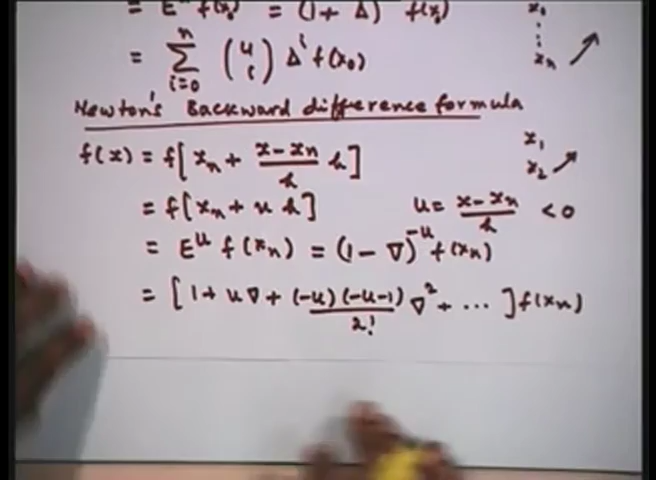 = E^u f(x_0) = (1 + Δ)^u f(x_0)
x_1
⋮
x_n
= Σ_{i=0}^{n} (u i) Δ^i f(x_0)
Newton's Backward difference formula
f(x) = f[x_n + (x - x_n)/h h]
x_1
x_2
= f[x_n + u h] u = (x - x_n)/h < 0
= E^u f(x_n) = (1 - ∇)^{-u} f(x_n)
= [1 + u∇ + (-u)(-u-1)/2! ∇^2 + ...] f(x_n)